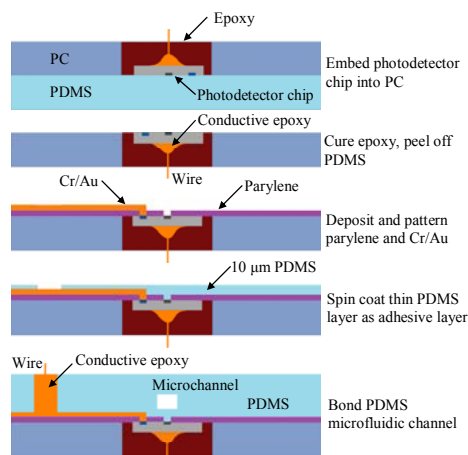 Epoxy
PC
Embed photodetector
chip into PC
PDMS
Photodetector chip
Conductive epoxy
Cure epoxy, peel off
PDMS
Wire
Cr/Au
Parylene
Deposit and pattern
parylene and Cr/Au
10 μm PDMS
Spin coat thin PDMS
layer as adhesive layer
Wire
Conductive epoxy
Microchannel
PDMS
Bond PDMS
microfluidic channel